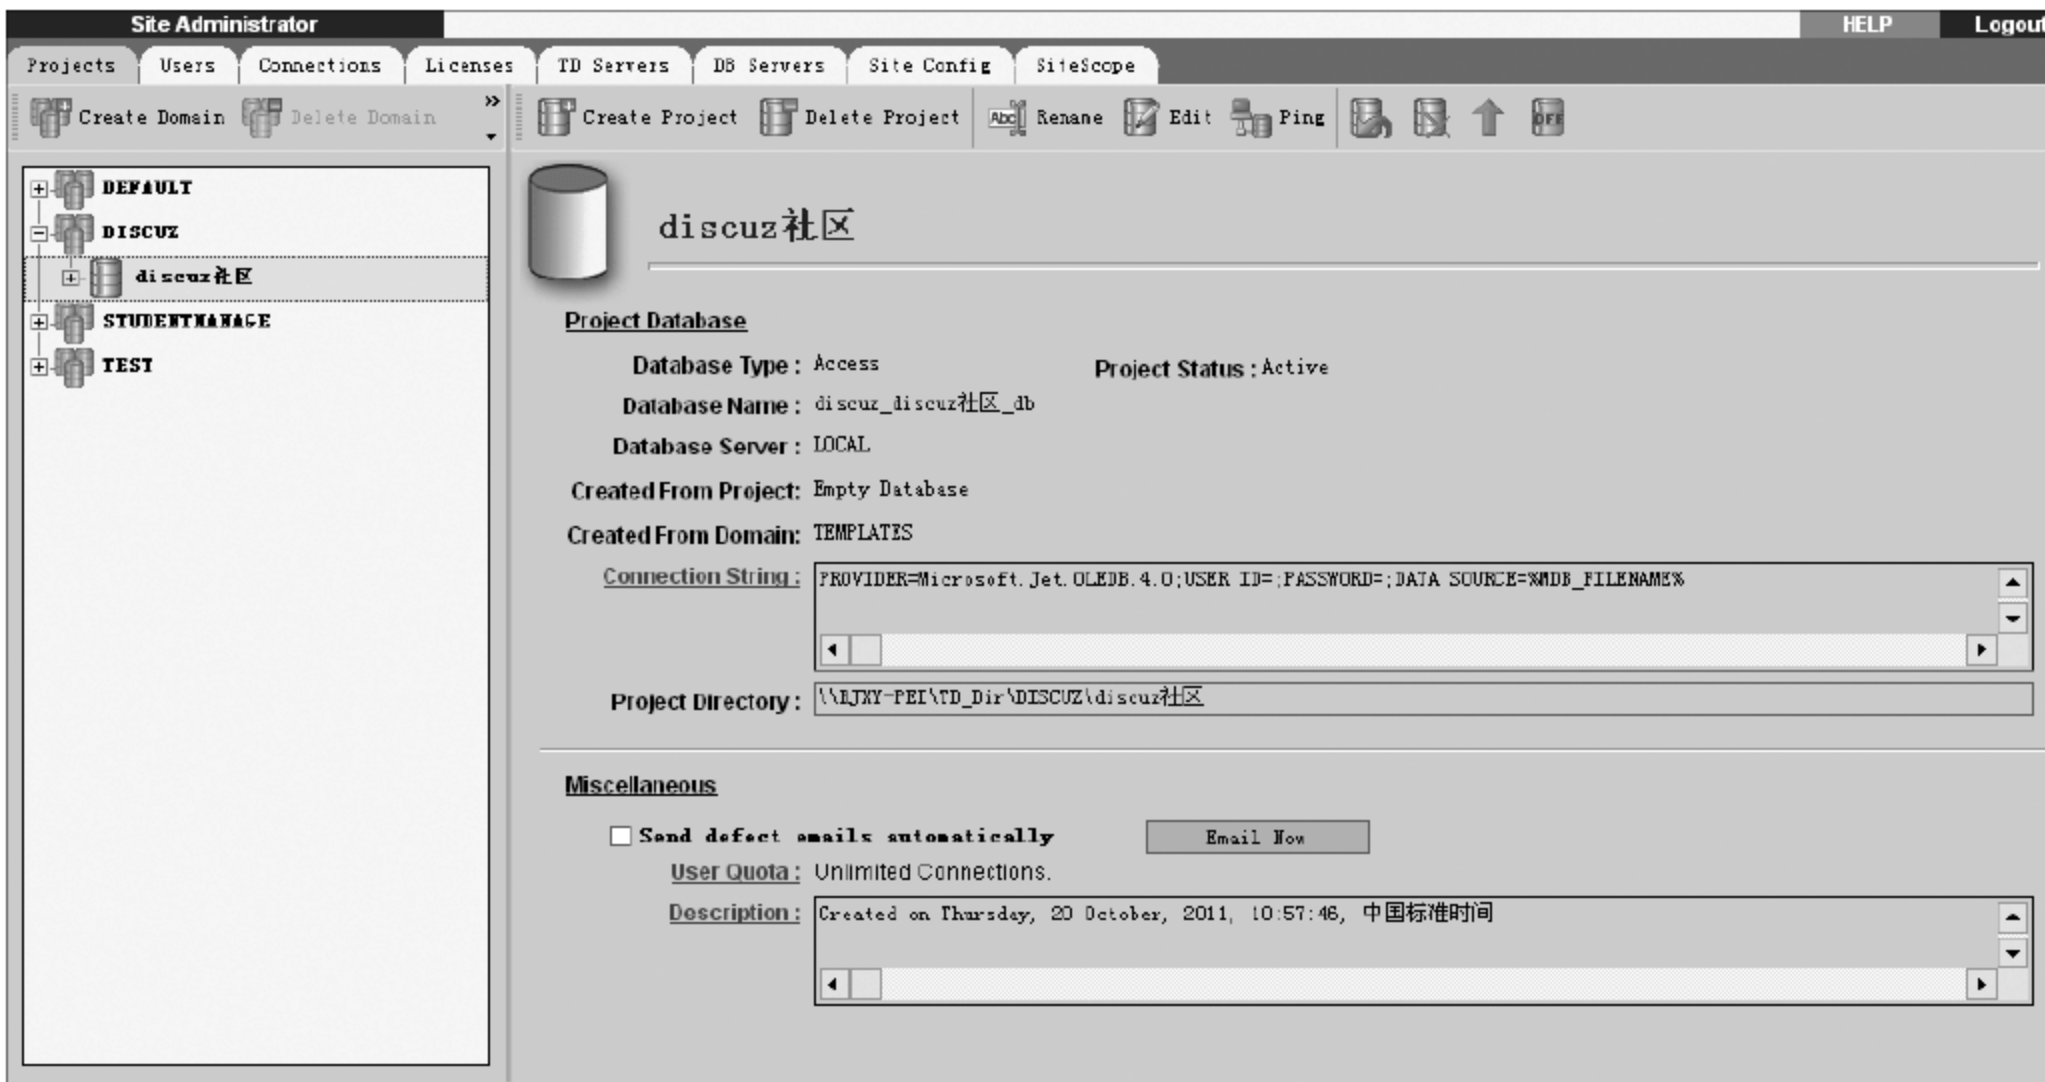 Site Administrator HELP Logout
Projects Users Connections Licenses TD Servers DB Servers Site Config SiteScope
Create Domain Delete Domain » Create Project Delete Project Abc Rename Edit Ping OFF
DEFAULT
DISCUZ
discuz社区
STUDENTMANAGE
TEST
discuz社区
Project Database
Database Type : Access Project Status : Active
Database Name : discuz_discuz社区_db
Database Server : LOCAL
Created From Project: Empty Database
Created From Domain: TEMPLATES
Connection String : PROVIDER=Microsoft.Jet.OLEDB.4.0;USER ID=;PASSWORD=;DATA SOURCE=%MDB_FILENAME%
Project Directory : \\RJXY-PEI\TD_Dir\DISCUZ\discuz社区
Miscellaneous
Send defect emails automatically Email Now
User Quota : Unlimited Connections.
Description : Created on Thursday, 20 October, 2011, 10:57:46, 中国标准时间